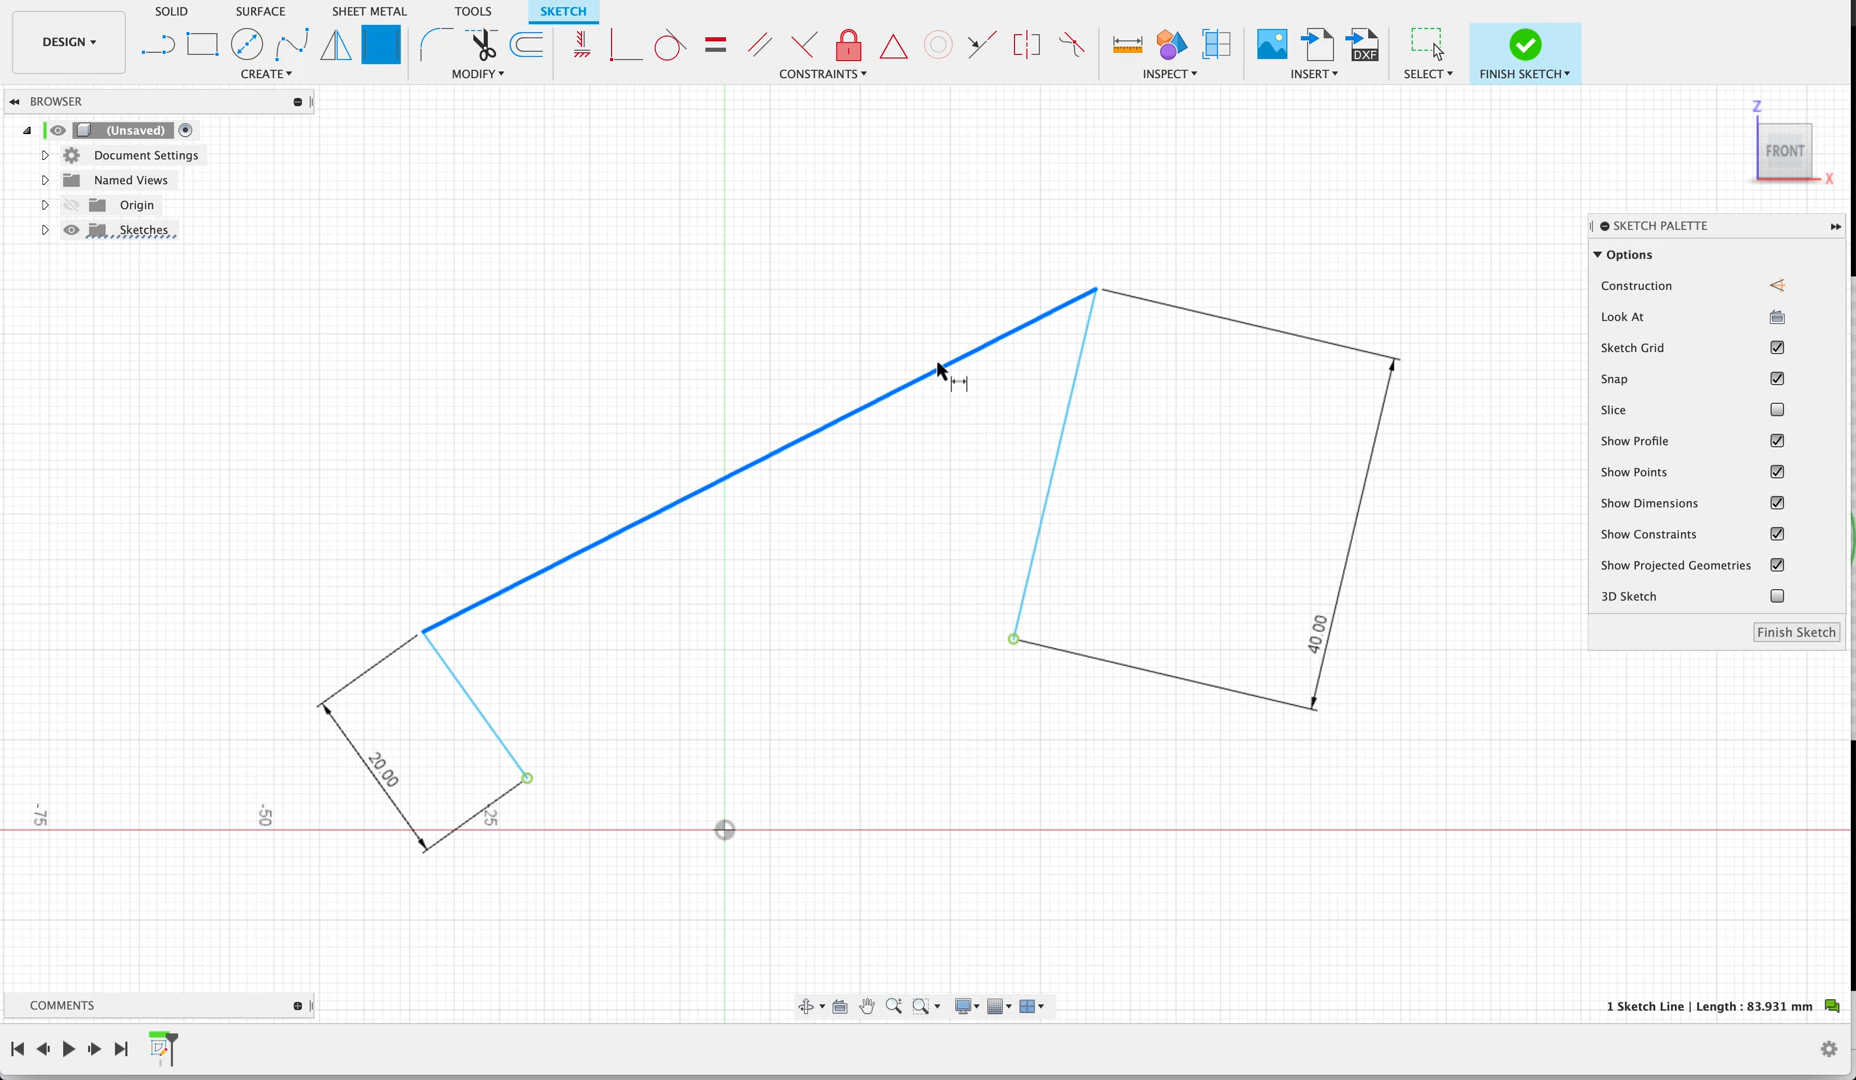 SOLID SURFACE SHEET METAL TOOLS SKETCH
DESIGN
CREATE MODIFY CONSTRAINTS INSPECT INSERT SELECT FINISH SKETCH
DXF
BROWSER
(Unsaved)
Document Settings
Named Views
Origin
Sketches
Z
FRONT
X
SKETCH PALETTE
Options
Construction
Look At
Sketch Grid
Snap
Slice
Show Profile
Show Points
Show Dimensions
Show Constraints
Show Projected Geometries
3D Sketch
Finish Sketch
40.00
20.00
-75
-50
25
COMMENTS
1 Sketch Line | Length : 83.931 mm